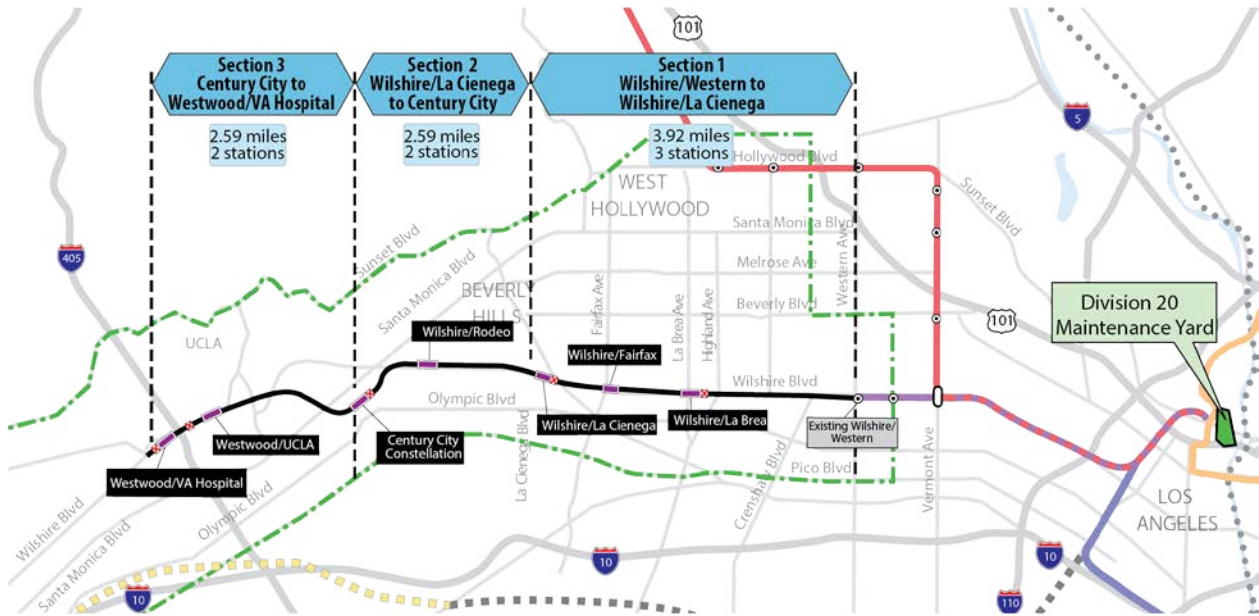 101
Section 3
Century City to
Westwood/VA Hospital
Section 2
Wilshire/La Cienega
to Century City
Section 1
Wilshire/Western to
Wilshire/La Cienega
2.59 miles
2 stations
2.59 miles
2 stations
3.92 miles
3 stations
5
Hollywood Blvd
WEST
HOLLYWOOD
Sunset Blvd
Santa Monica Blvd
405
Sunset Blvd
Santa Monica Blvd
Western Ave
Melrose Ave
BEVERLY
HILLS
Fairfax Ave
La Brea Ave
Highland Ave
Beverly Blvd
101
Division 20
Maintenance Yard
UCLA
Wilshire/Rodeo
Wilshire/Fairfax
Wilshire Blvd
Olympic Blvd
Westwood/UCLA
Century City
Constellation
La Cienega Blvd
Wilshire/La Cienega
Wilshire/La Brea
Existing Wilshire/
Western
Vermont Ave
Westwood/VA Hospital
Pico Blvd
Crenshaw Blvd
LOS
ANGELES
Wilshire Blvd
Santa Monica Blvd
Olympic Blvd
10
10
10
110